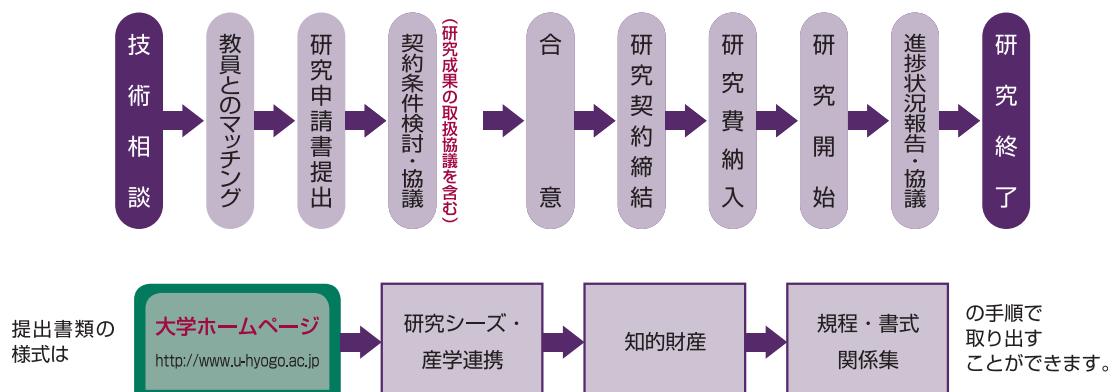 技術相談
教員とのマッチング
研究申請書提出
契約条件検討・協議
(研究成果の取扱協議を含む)
合意
研究契約締結
研究費納入
研究開始
進捗状況報告・協議
研究終了
提出書類の
様式は
大学ホームページ
http://www.u-hyogo.ac.jp
研究シーズ・
産学連携
知的財産
規程・書式
関係集
の手順で
取り出す
ことができます。